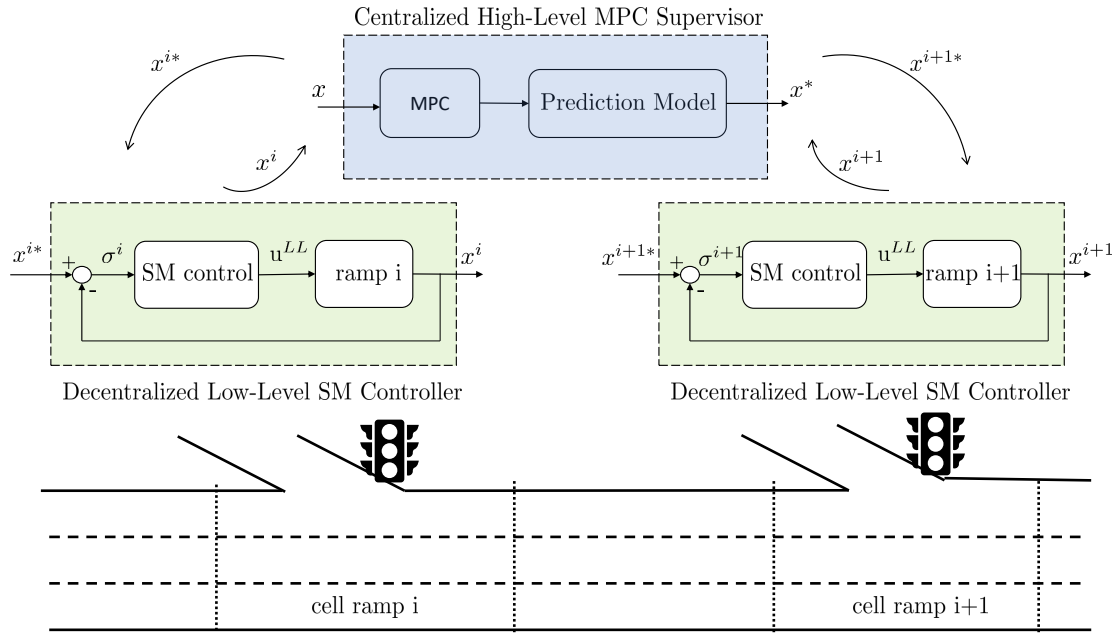 Centralized High-Level MPC Supervisor
x^{i*}
x
MPC
Prediction Model
x^*
x^{i+1*}
x^i
x^{i+1}
x^{i*}
+
-
σ^i
SM control
u^{LL}
ramp i
x^i
x^{i+1*}
+
-
σ^{i+1}
SM control
u^{LL}
ramp i+1
x^{i+1}
Decentralized Low-Level SM Controller
Decentralized Low-Level SM Controller
cell ramp i
cell ramp i+1